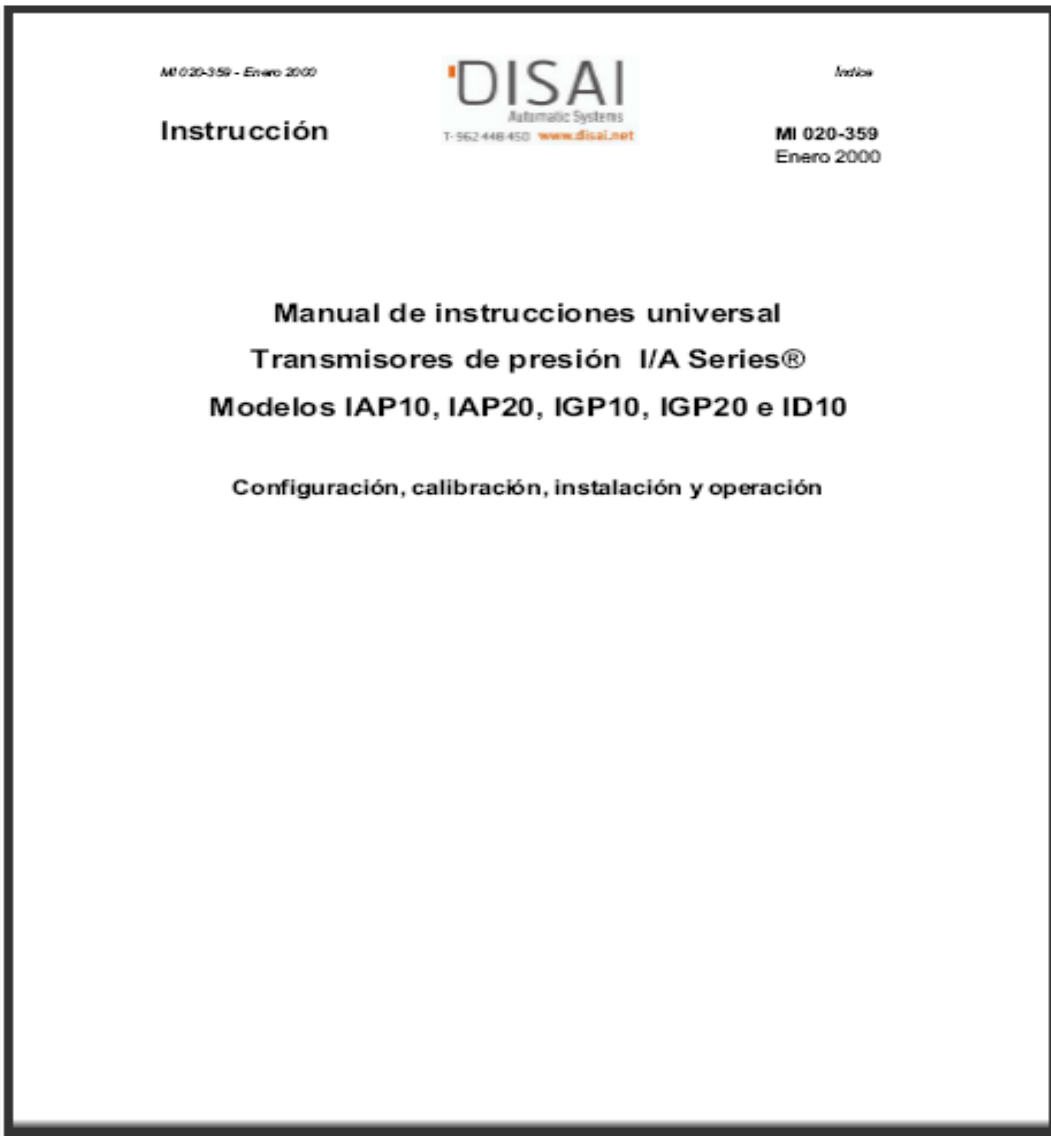 MI 020-359 - Enero 2000
Índice
DISAI
Automatic Systems
T- 962 448 450 www.disai.net
Instrucción
MI 020-359
Enero 2000
Manual de instrucciones universal
Transmisores de presión I/A Series®
Modelos IAP10, IAP20, IGP10, IGP20 e ID10
Configuración, calibración, instalación y operación